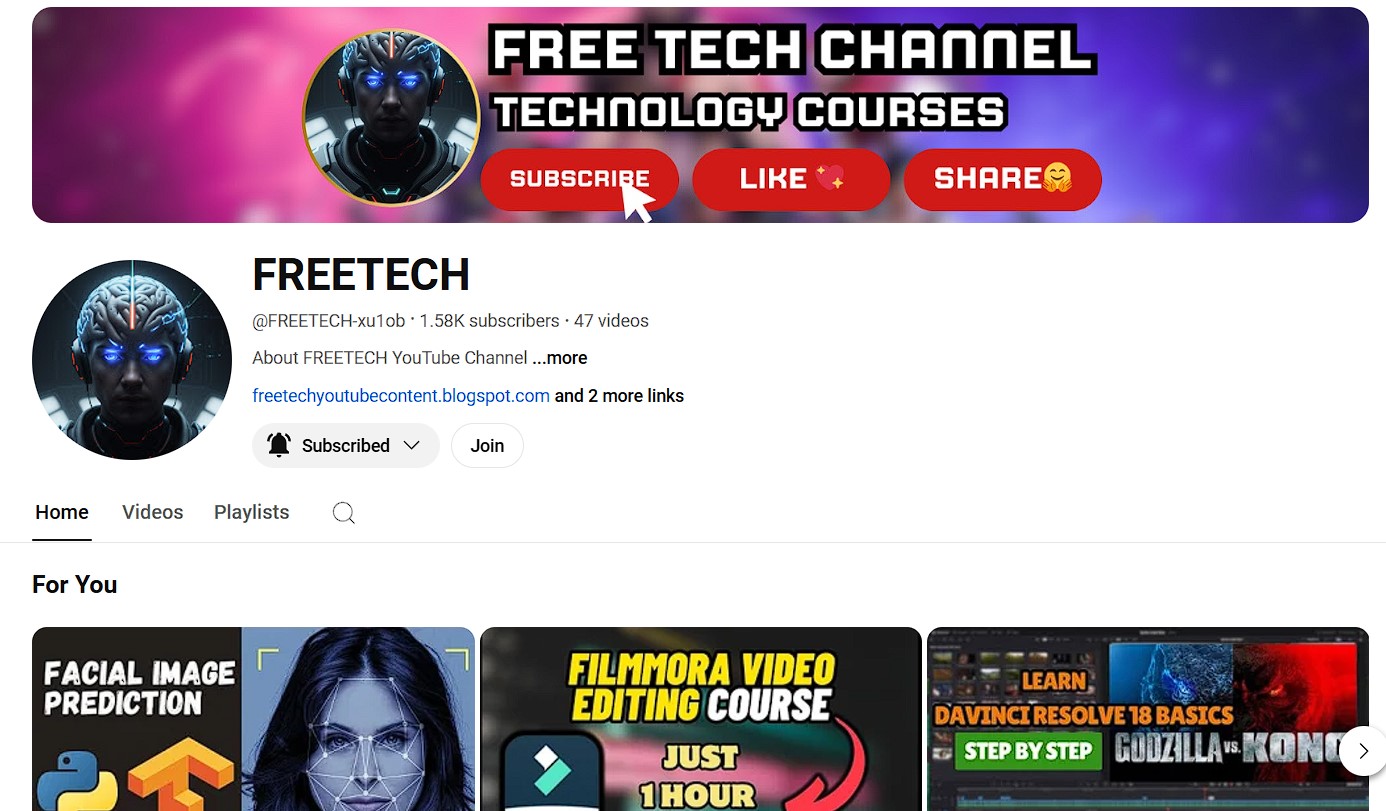 FREE TECH CHANNEL
TECHNOLOGY COURSES
SUBSCRIBE
LIKE 💖
SHARE🤗
FREETECH
@FREETECH-xu1ob · 1.58K subscribers · 47 videos
About FREETECH YouTube Channel ...more
freetechyoutubecontent.blogspot.com and 2 more links
Subscribed
Join
Home
Videos
Playlists
For You
FACIAL IMAGE
PREDICTION
FILMMORA VIDEO
EDITING COURSE
JUST
1 HOUR
LEARN
DAVINCI RESOLVE 18 BASICS
STEP BY STEP
GODZILLA VS. KONG